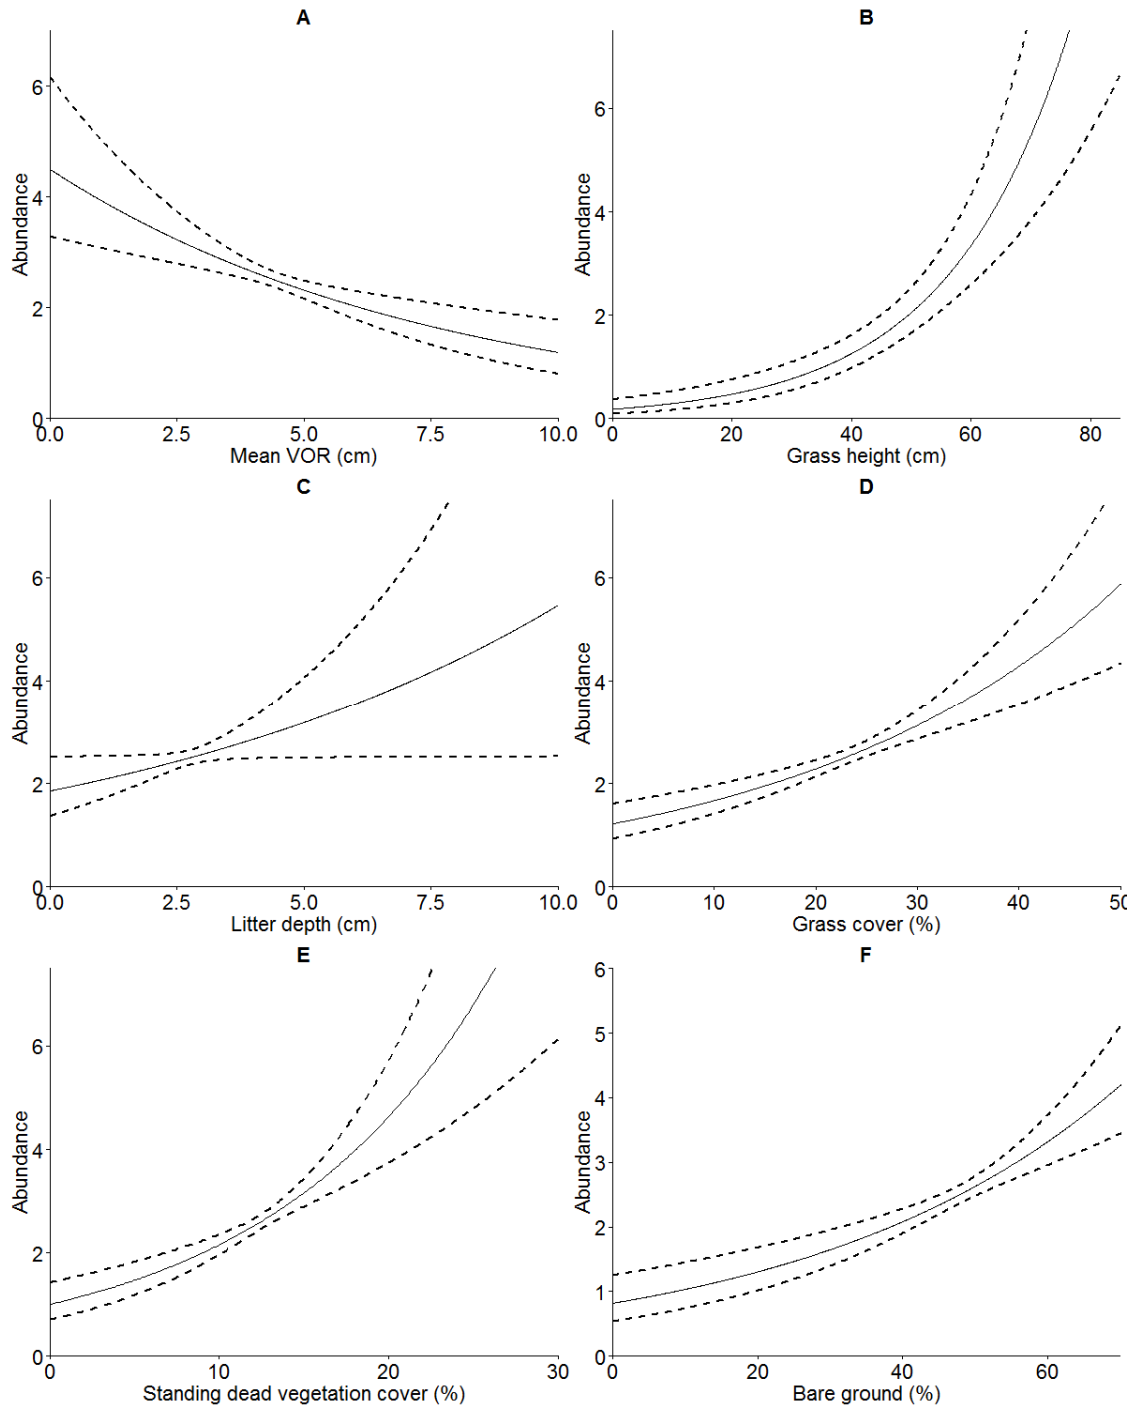 A
Abundance
6
4
2
0
0.0 2.5 5.0 7.5 10.0
Mean VOR (cm)
B
Abundance
6
4
2
0
0 20 40 60 80
Grass height (cm)
C
Abundance
6
4
2
0
0.0 2.5 5.0 7.5 10.0
Litter depth (cm)
D
Abundance
6
4
2
0
0 10 20 30 40 50
Grass cover (%)
E
Abundance
6
4
2
0
0 10 20 30
Standing dead vegetation cover (%)
F
Abundance
6
5
4
3
2
1
0
0 20 40 60
Bare ground (%)